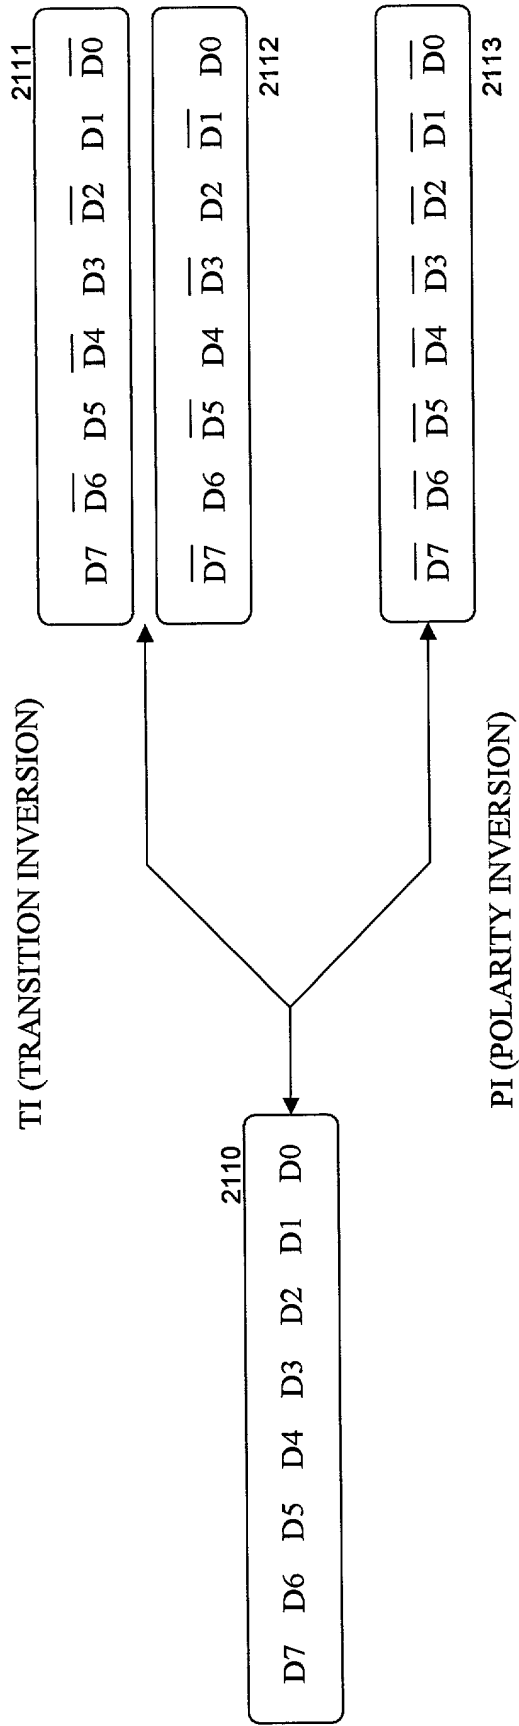 TI (TRANSITION INVERSION)
2111
D7 D̅6̅ D5 D̅4̅ D3 D̅2̅ D1 D̅0̅
D̅7̅ D6 D̅5̅ D4 D̅3̅ D2 D̅1̅ D0
2112
2110
D7 D6 D5 D4 D3 D2 D1 D0
D̅7̅ D̅6̅ D̅5̅ D̅4̅ D̅3̅ D̅2̅ D̅1̅ D̅0̅
2113
PI (POLARITY INVERSION)